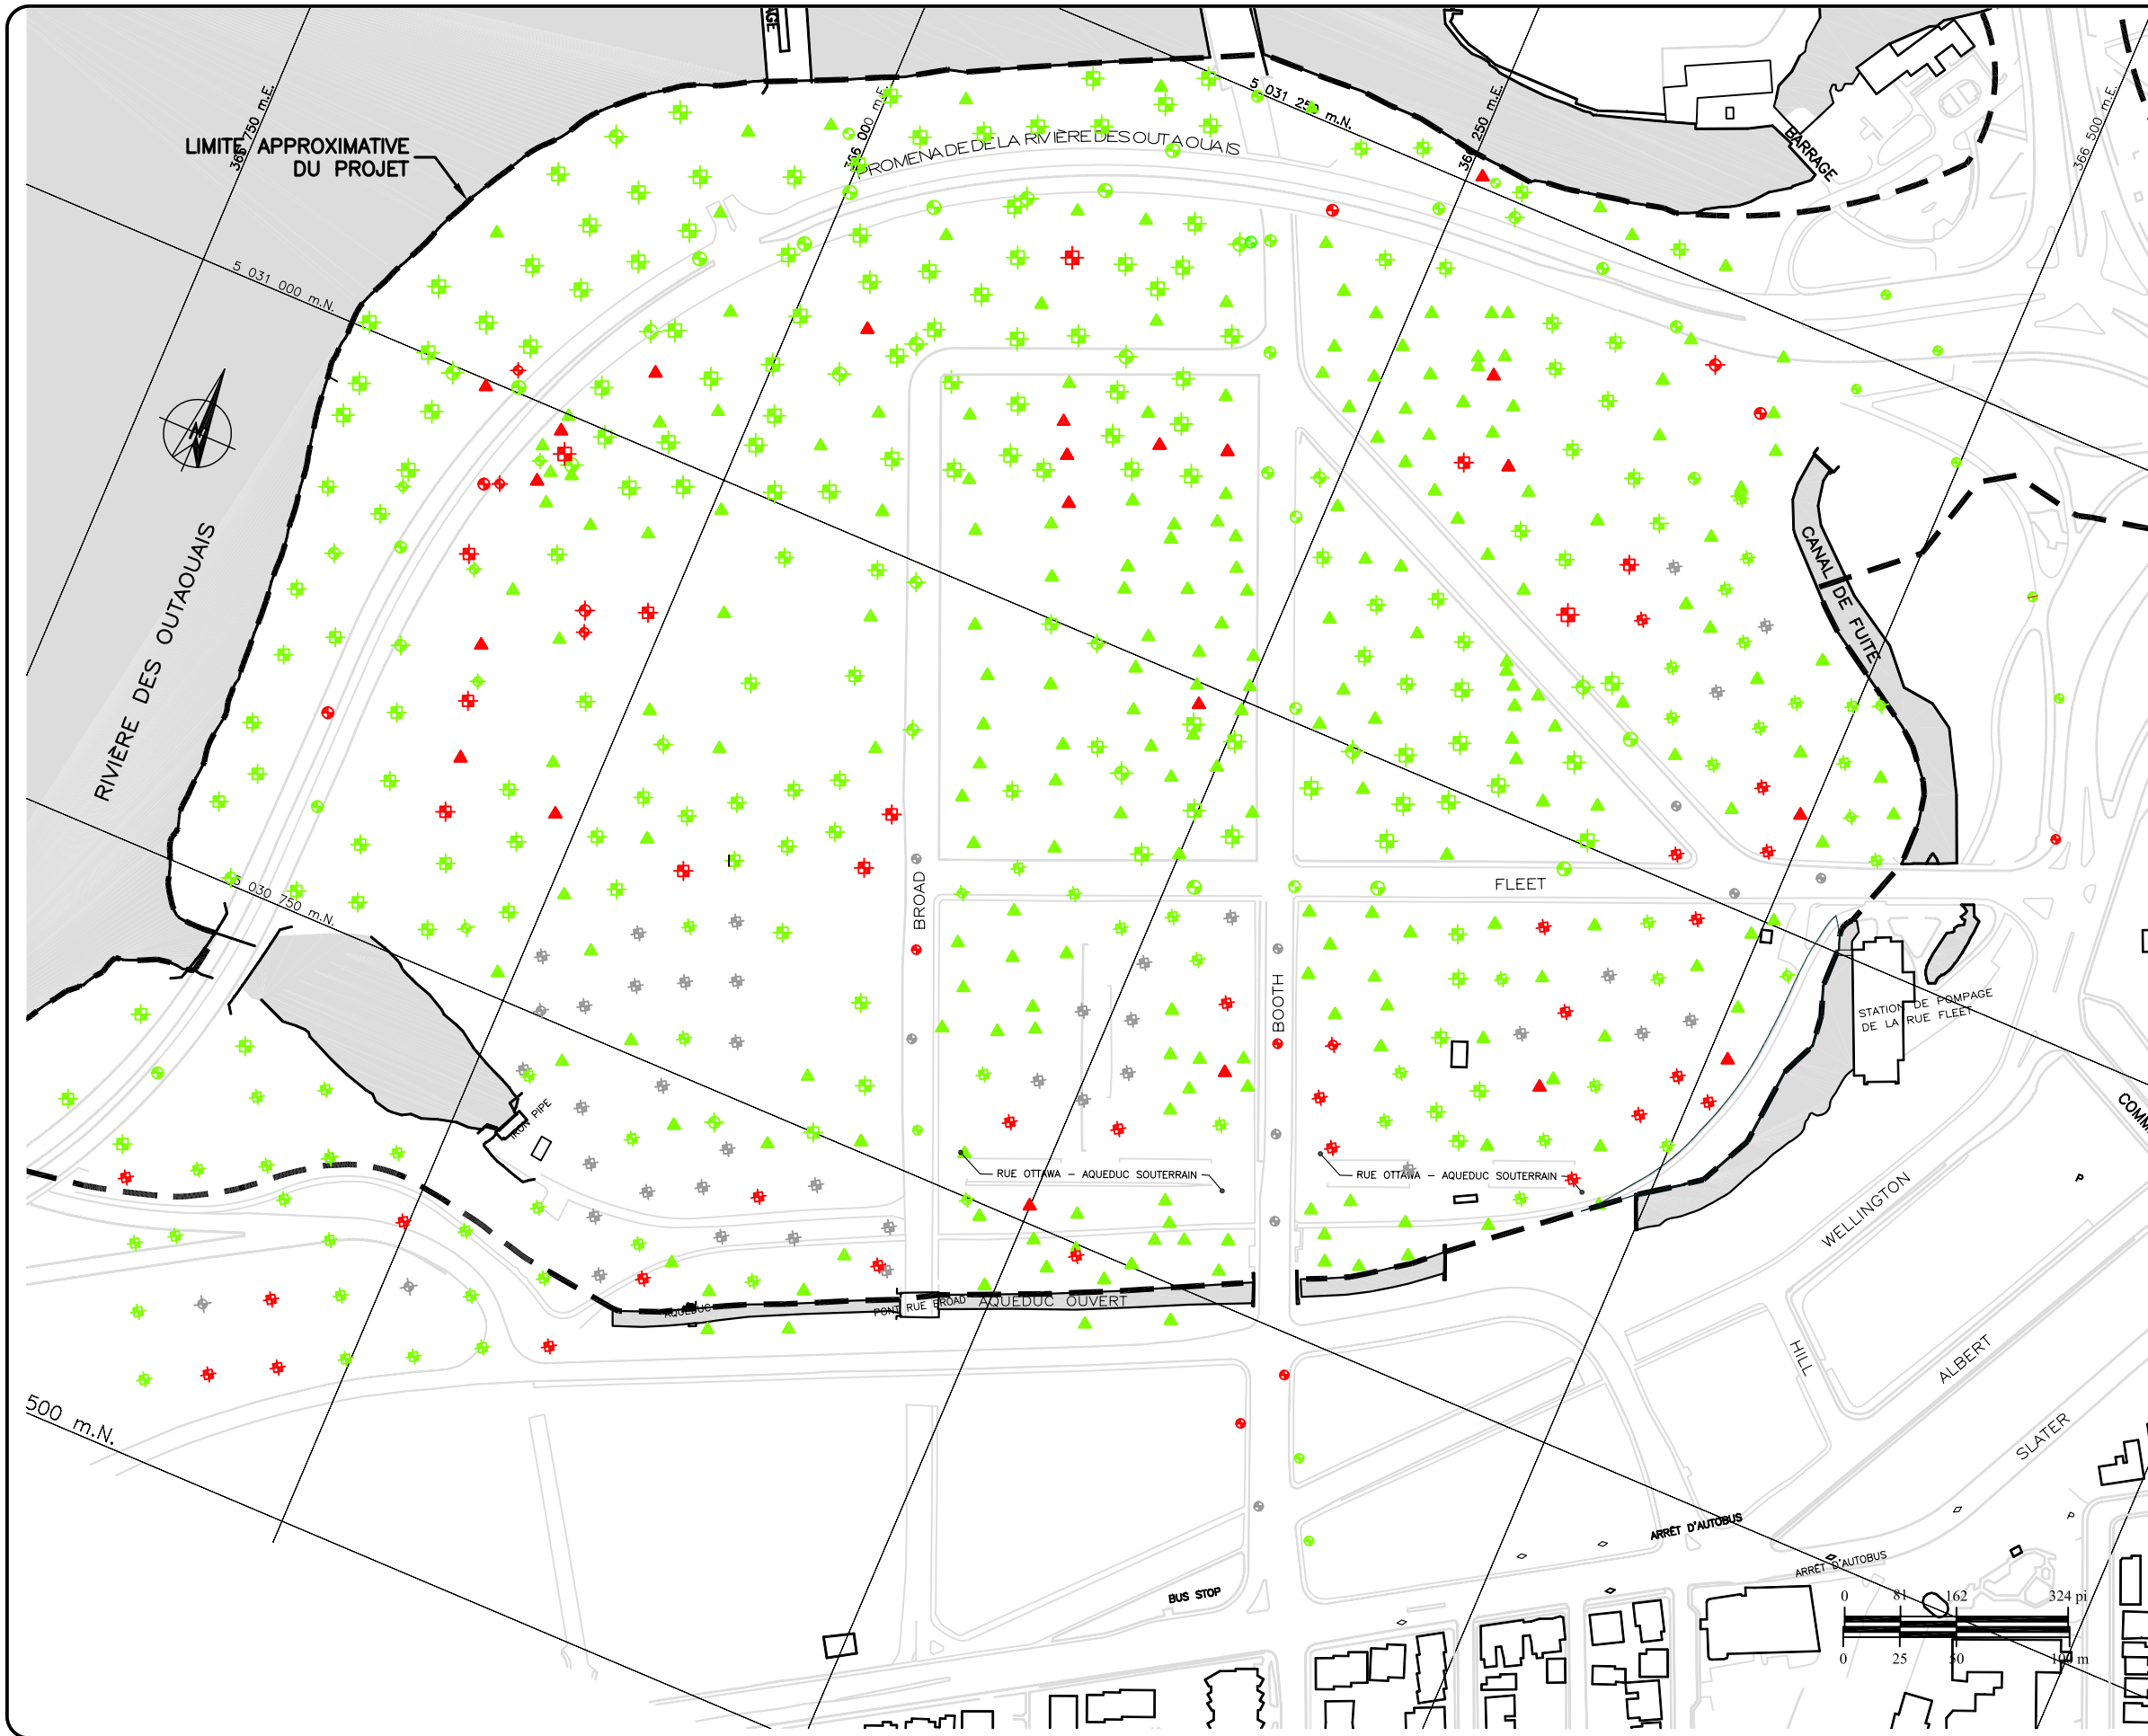 AGE
365 750 m.E.
366 000 m.E.
5 031 250 m.N.
366 250 m.E.
366 500 m.E.
LIMITE APPROXIMATIVE
DU PROJET
PROMENADE DE LA RIVIÈRE DES OUTAOUAIS
BARRAGE
5 031 000 m.N.
N
RIVIÈRE DES OUTAOUAIS
CANAL DE FUITE
5 030 750 m.N.
BROAD
FLEET
BOOTH
STATION DE POMPAGE
DE LA RUE FLEET
IRON PIPE
RUE OTTAWA – AQUEDUC SOUTERRAIN
RUE OTTAWA – AQUEDUC SOUTERRAIN
COMM
P
WELLINGTON
AQUEDUC
PONT RUE BROAD
AQUEDUC OUVERT
HILL
ALBERT
500 m.N.
SLATER
P
ARRÊT D'AUTOBUS
ARRÊT D'AUTOBUS
BUS STOP
0 81 162 324 pi
0 25 50 100 m